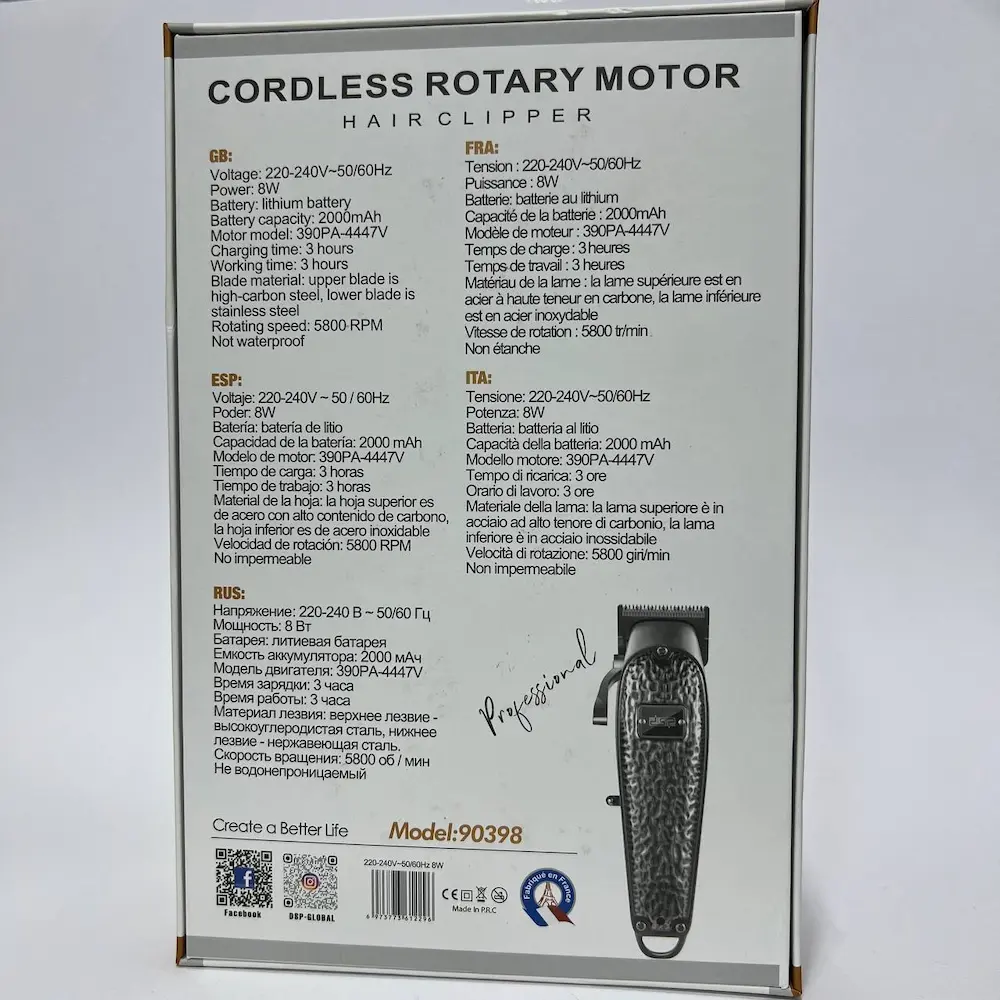 CORDLESS ROTARY MOTOR
HAIR CLIPPER
GB:
Voltage: 220-240V~50/60Hz
Power: 8W
Battery: lithium battery
Battery capacity: 2000mAh
Motor model: 390PA-4447V
Charging time: 3 hours
Working time: 3 hours
Blade material: upper blade is
high-carbon steel, lower blade is
stainless steel
Rotating speed: 5800 RPM
Not waterproof
FRA:
Tension : 220-240V~50/60Hz
Puissance : 8W
Batterie: batterie au lithium
Capacité de la batterie : 2000mAh
Modèle de moteur : 390PA-4447V
Temps de charge : 3 heures
Temps de travail : 3 heures
Matériau de la lame : la lame supérieure est en
acier à haute teneur en carbone, la lame inférieure
est en acier inoxydable
Vitesse de rotation : 5800 tr/min
Non étanche
ESP:
Voltaje: 220-240V ~ 50 / 60Hz
Poder: 8W
Batería: batería de litio
Capacidad de la batería: 2000 mAh
Modelo de motor: 390PA-4447V
Tiempo de carga: 3 horas
Tiempo de trabajo: 3 horas
Material de la hoja: la hoja superior es
de acero con alto contenido de carbono,
la hoja inferior es de acero inoxidable
Velocidad de rotación: 5800 RPM
No impermeable
ITA:
Tensione: 220-240V~50/60Hz
Potenza: 8W
Batteria: batteria al litio
Capacità della batteria: 2000 mAh
Modello motore: 390PA-4447V
Tempo di ricarica: 3 ore
Orario di lavoro: 3 ore
Materiale della lama: la lama superiore è in
acciaio ad alto tenore di carbonio, la lama
inferiore è in acciaio inossidabile
Velocità di rotazione: 5800 giri/min
Non impermeabile
RUS:
Напряжение: 220-240 В ~ 50/60 Гц
Мощность: 8 Вт
Батарея: литиевая батарея
Емкость аккумулятора: 2000 мАч
Модель двигателя: 390PA-4447V
Время зарядки: 3 часа
Время работы: 3 часа
Материал лезвия: верхнее лезвие -
высокоуглеродистая сталь, нижнее
лезвие - нержавеющая сталь.
Скорость вращения: 5800 об / мин
Не водонепроницаемый
Professional
dsp
Create a Better Life
Model:90398
220-240V~50/60Hz 8W
6 973773 612296
CE
Made In P.R.C
Fabriqué en France
Facebook
DSP-GLOBAL